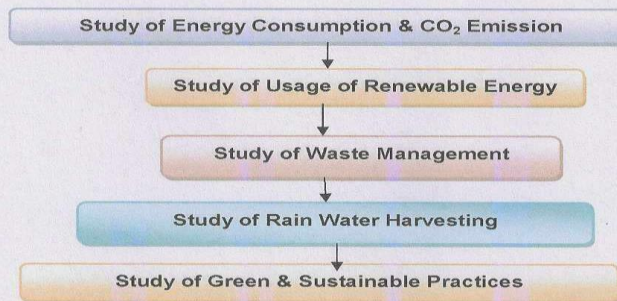 Study of Energy Consumption & CO₂ Emission
Study of Usage of Renewable Energy
Study of Waste Management
Study of Rain Water Harvesting
Study of Green & Sustainable Practices